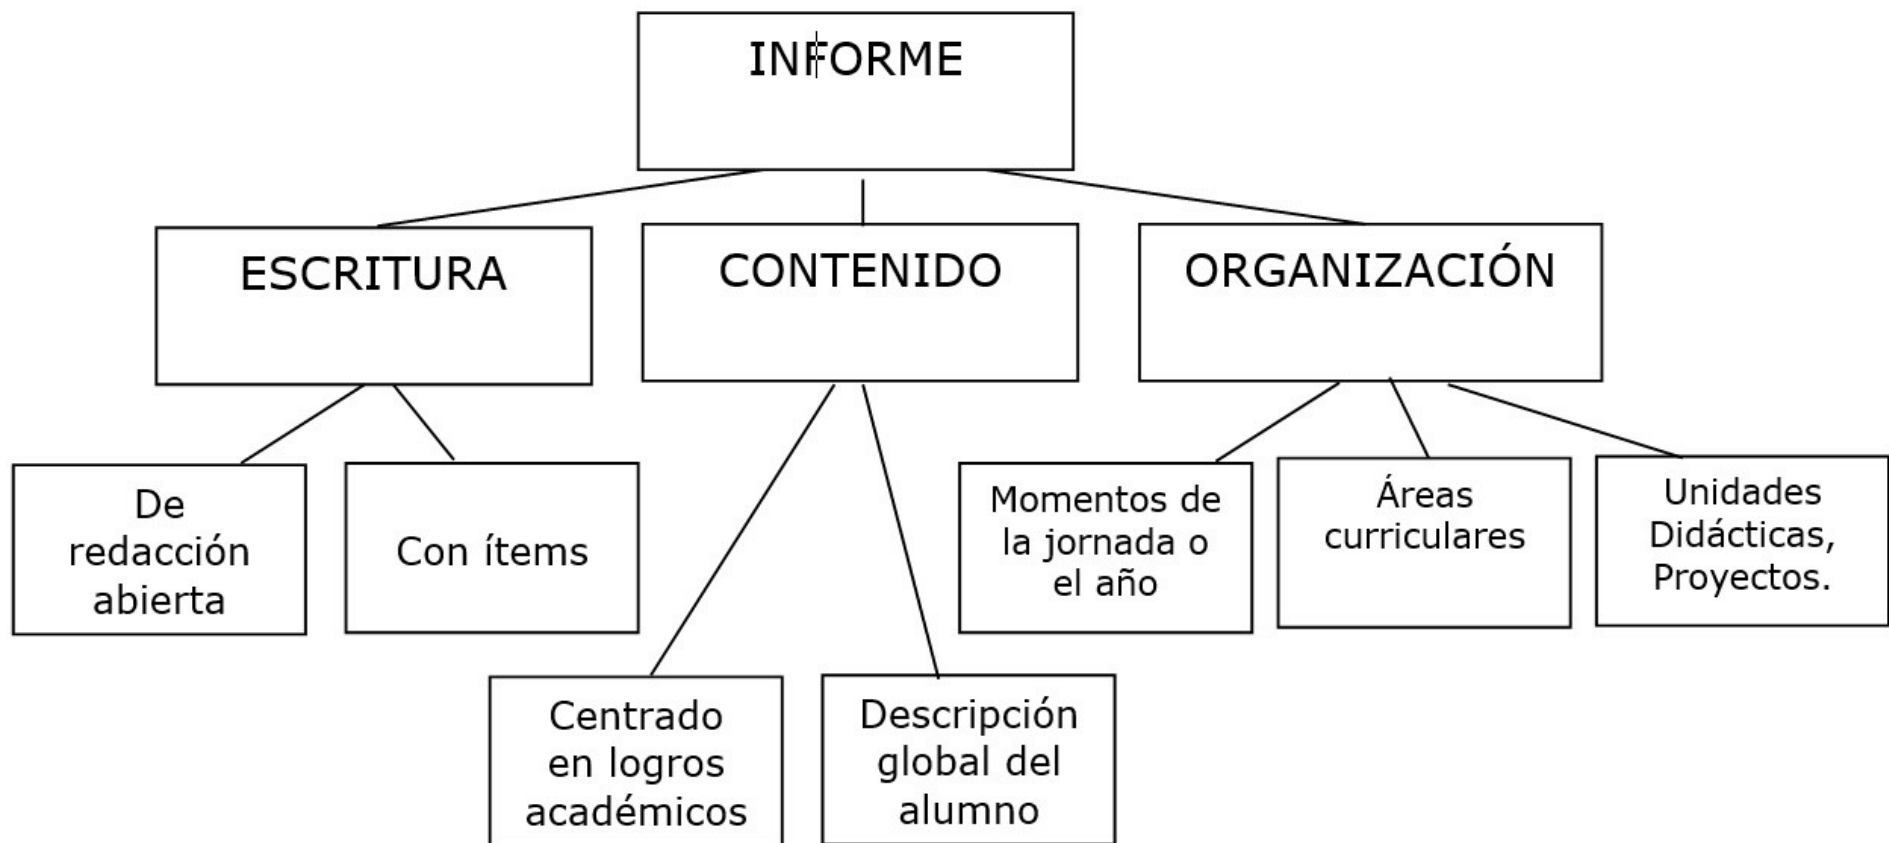 INFORME
ESCRITURA
CONTENIDO
ORGANIZACIÓN
De
redacción
abierta
Con ítems
Momentos de
la jornada o
el año
Áreas
curriculares
Unidades
Didácticas,
Proyectos.
Centrado
en logros
académicos
Descripción
global del
alumno